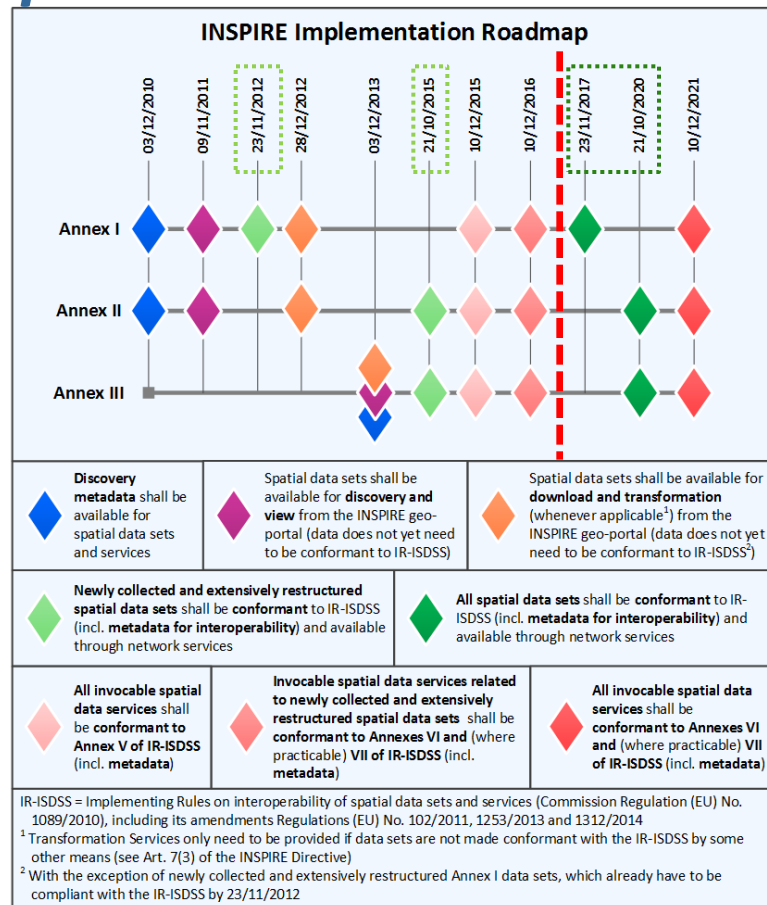 INSPIRE Implementation Roadmap
03/12/2010
09/11/2011
23/11/2012
28/12/2012
03/12/2013
21/10/2015
10/12/2015
10/12/2016
23/11/2017
21/10/2020
10/12/2021
Annex I
Annex II
Annex III
Discovery
metadata shall be
available for
spatial data sets
and services
Spatial data sets shall be
available for discovery and
view from the INSPIRE geo-
portal (data does not yet need
to be conformant to IR-ISDSS)
Spatial data sets shall be available for
download and transformation
(whenever applicable¹) from the
INSPIRE geo-portal (data does not yet
need to be conformant to IR-ISDSS²)
Newly collected and extensively restructured
spatial data sets shall be conformant to IR-ISDSS
(incl. metadata for interoperability) and available
through network services
All spatial data sets shall be conformant to IR-
ISDSS (incl. metadata for interoperability) and
available through network services
All invocable spatial
data services shall
be conformant to
Annex V of IR-ISDSS
(incl. metadata)
Invocable spatial data services related
to newly collected and extensively
restructured spatial data sets shall be
conformant to Annexes VI and (where
practicable) VII of IR-ISDSS (incl.
metadata)
All invocable spatial data
services shall be
conformant to Annexes VI
and (where practicable) VII
of IR-ISDSS (incl. metadata)
IR-ISDSS = Implementing Rules on interoperability of spatial data sets and services (Commission Regulation (EU) No.
1089/2010), including its amendments Regulations (EU) No. 102/2011, 1253/2013 and 1312/2014
¹ Transformation Services only need to be provided if data sets are not made conformant with the IR-ISDSS by some
other means (see Art. 7(3) of the INSPIRE Directive)
² With the exception of newly collected and extensively restructured Annex I data sets, which already have to be
compliant with the IR-ISDSS by 23/11/2012